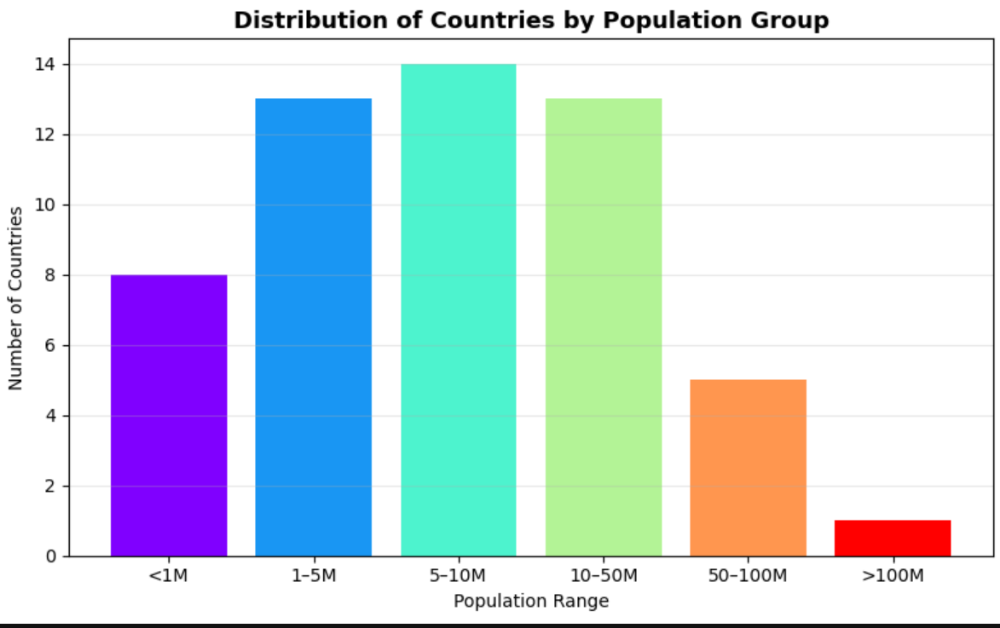 Distribution of Countries by Population Group
Number of Countries
14
12
10
8
6
4
2
0
<1M 1–5M 5–10M 10–50M 50–100M >100M
Population Range